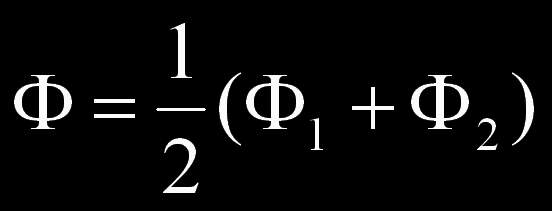 Φ = 1/2 (Φ₁ + Φ₂)